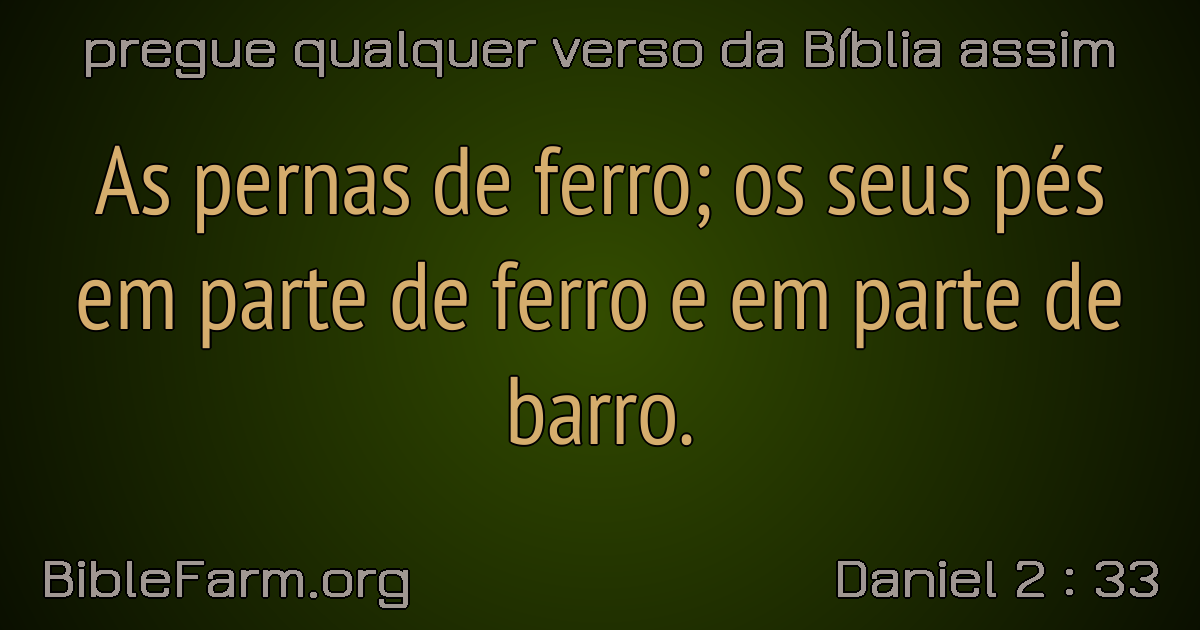 pregue qualquer verso da Bíblia assim
As pernas de ferro; os seus pés
em parte de ferro e em parte de
barro.
BibleFarm.org
Daniel 2 : 33